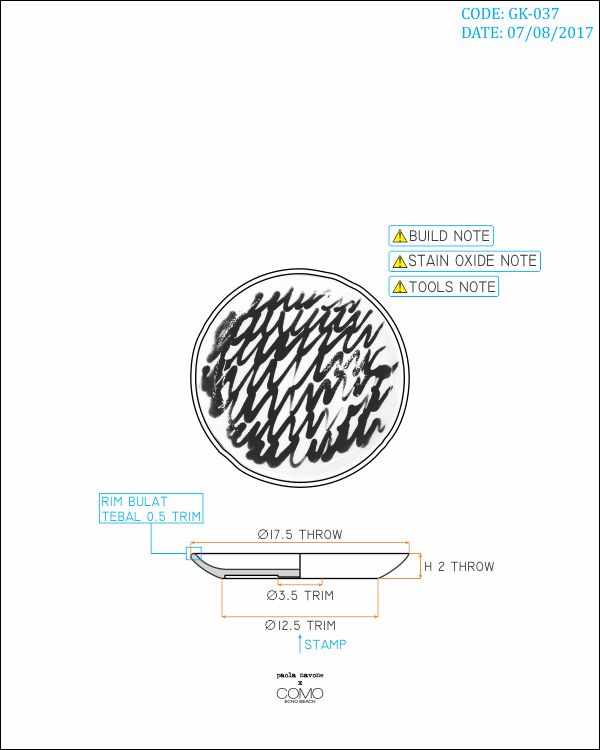 CODE: GK-037
DATE: 07/08/2017
BUILD NOTE
STAIN OXIDE NOTE
TOOLS NOTE
RIM BULAT
TEBAL 0.5 TRIM
Ø17.5 THROW
H 2 THROW
Ø3.5 TRIM
Ø12.5 TRIM
STAMP
paola navone
x
COMO
ECHO BEACH